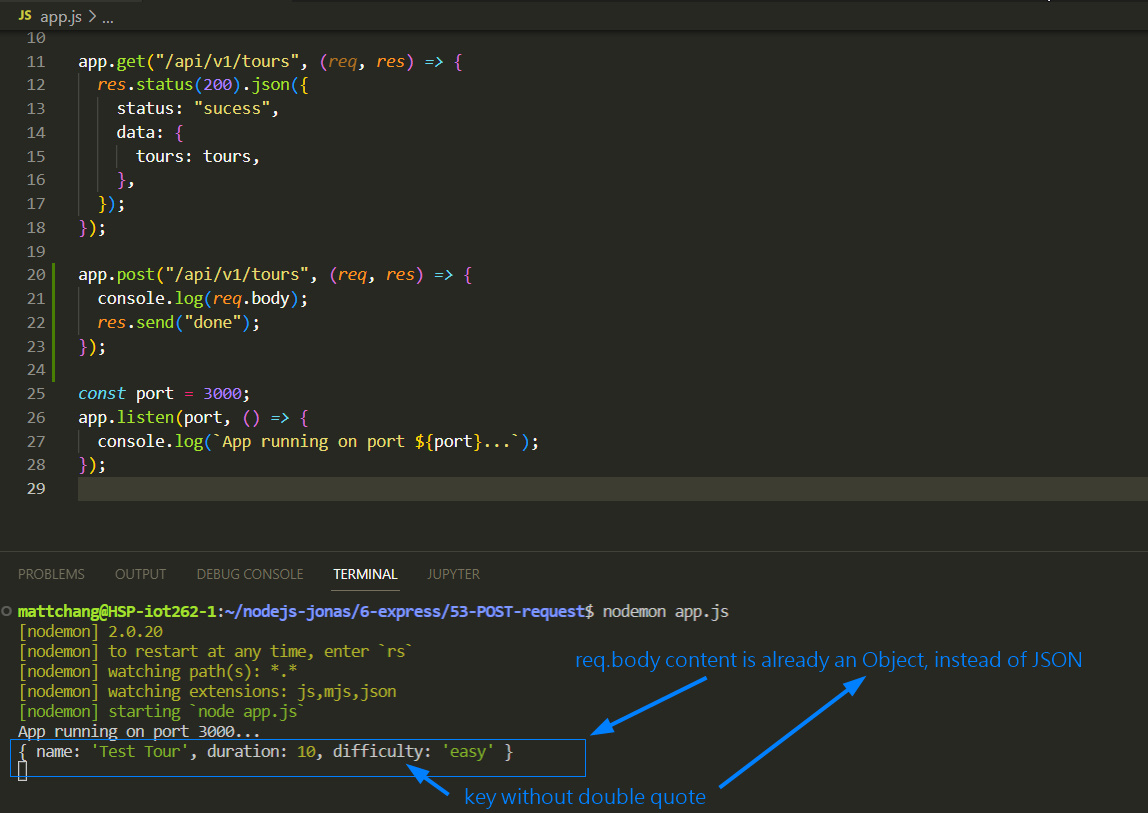 JS app.js > ...
10
11 app.get("/api/v1/tours", (req, res) => {
12 res.status(200).json({
13 status: "sucess",
14 data: {
15 tours: tours,
16 },
17 });
18 });
19
20 app.post("/api/v1/tours", (req, res) => {
21 console.log(req.body);
22 res.send("done");
23 });
24
25 const port = 3000;
26 app.listen(port, () => {
27 console.log(`App running on port ${port}...`);
28 });
29
PROBLEMS OUTPUT DEBUG CONSOLE TERMINAL JUPYTER
mattchang@HSP-iot262-1:~/nodejs-jonas/6-express/53-POST-request$ nodemon app.js
[nodemon] 2.0.20
[nodemon] to restart at any time, enter `rs`
[nodemon] watching path(s): *.*
[nodemon] watching extensions: js,mjs,json
[nodemon] starting `node app.js`
App running on port 3000...
{ name: 'Test Tour', duration: 10, difficulty: 'easy' }
req.body content is already an Object, instead of JSON
key without double quote